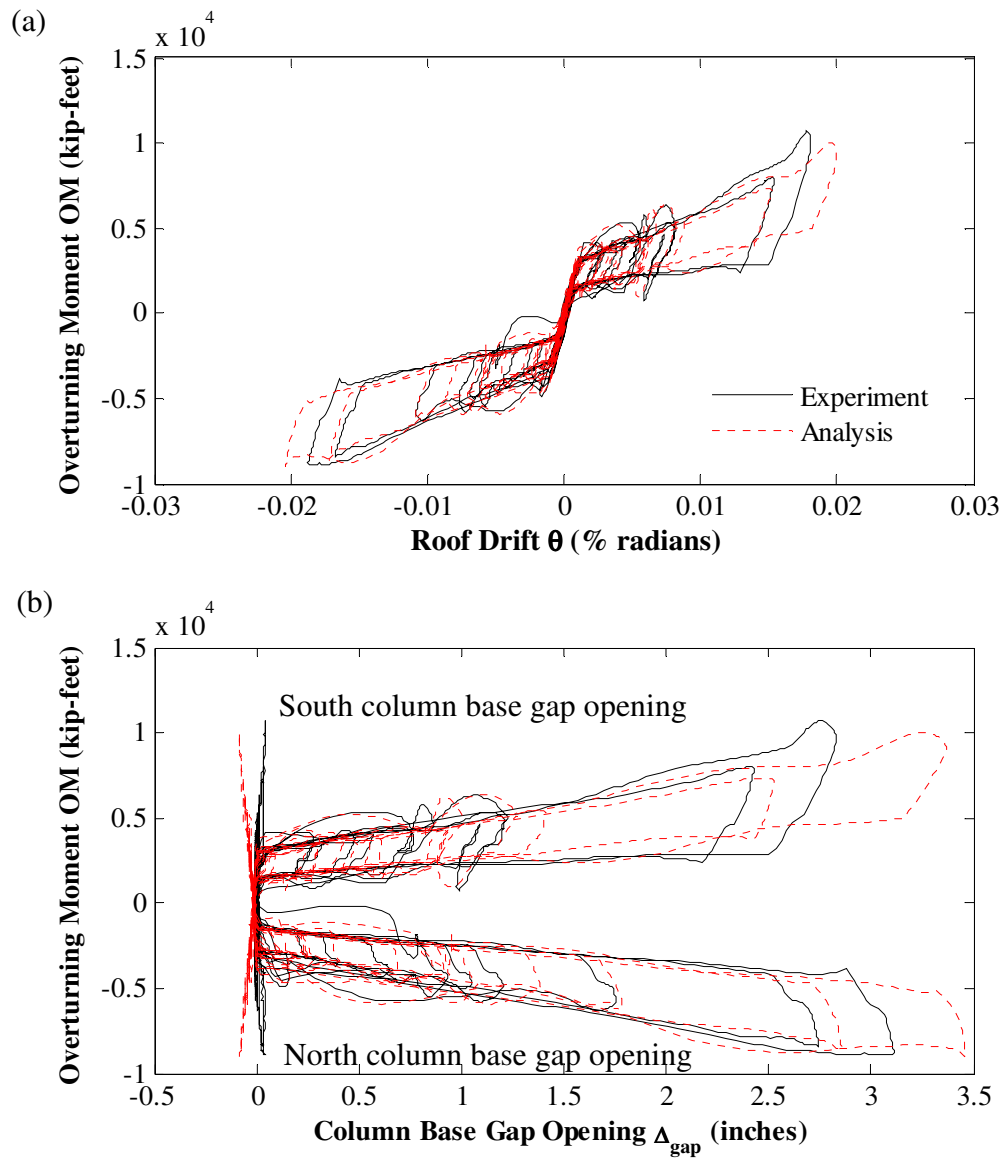 (a)
x 10^4
1.5
1
0.5
0
-0.5
-1
Overturning Moment OM (kip-feet)
Experiment
Analysis
-0.03 -0.02 -0.01 0 0.01 0.02 0.03
Roof Drift θ (% radians)
(b)
x 10^4
1.5
1
0.5
0
-0.5
-1
Overturning Moment OM (kip-feet)
South column base gap opening
North column base gap opening
-0.5 0 0.5 1 1.5 2 2.5 3 3.5
Column Base Gap Opening Δgap (inches)